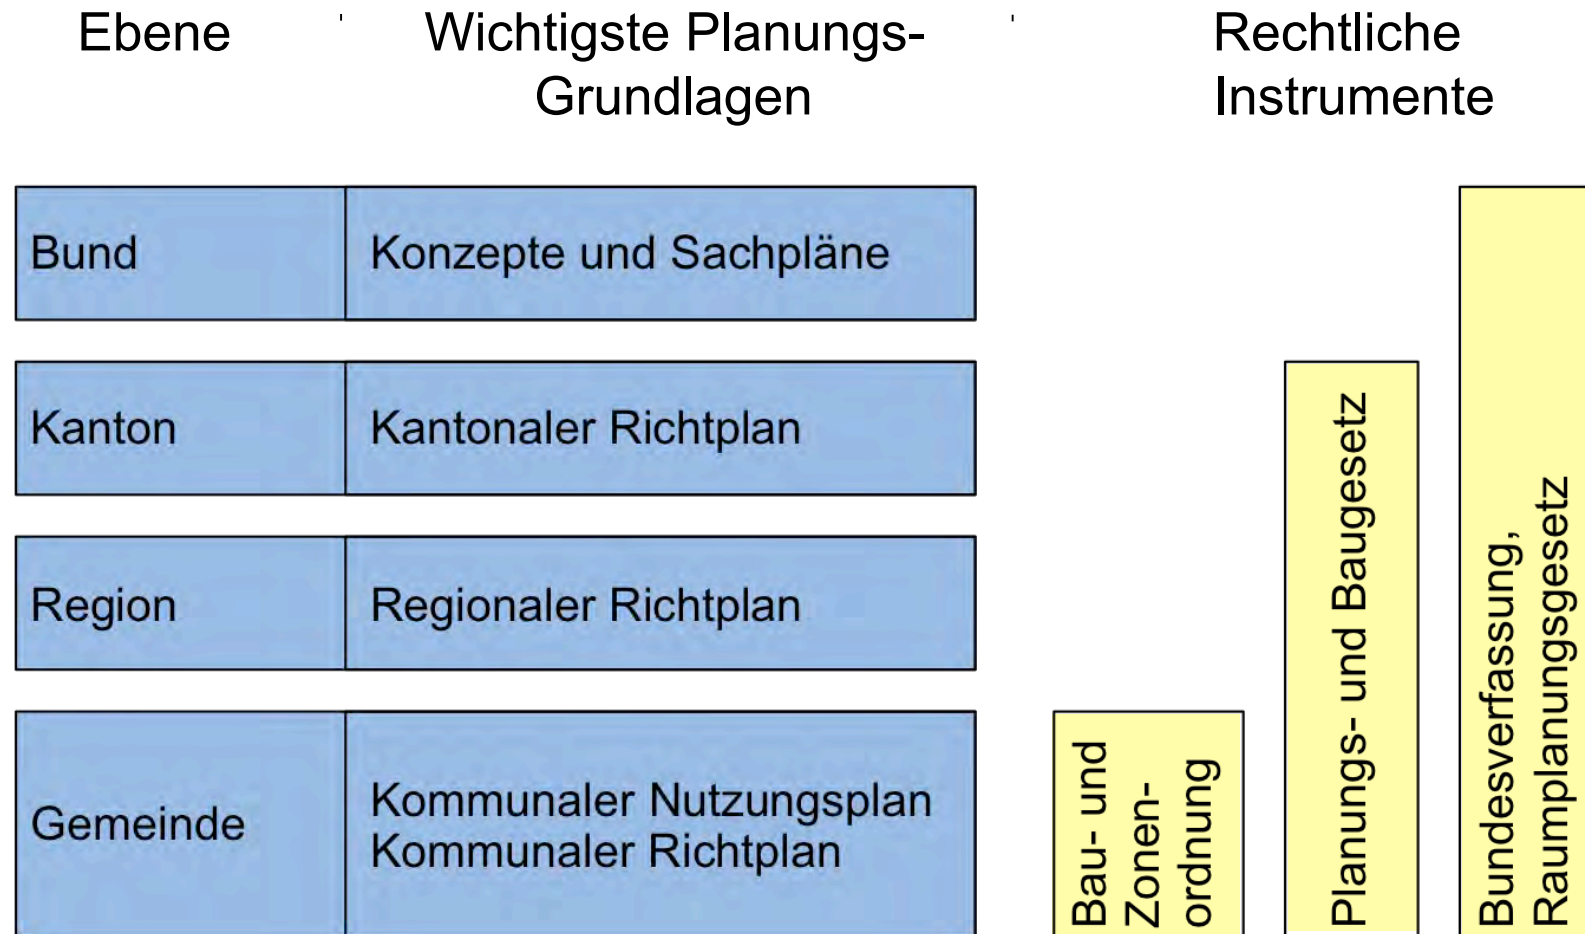 Ebene
Wichtigste Planungs-
Grundlagen
Rechtliche
Instrumente
Bund
Konzepte und Sachpläne
Kanton
Kantonaler Richtplan
Region
Regionaler Richtplan
Gemeinde
Kommunaler Nutzungsplan
Kommunaler Richtplan
Bau- und
Zonen-
ordnung
Planungs- und Baugesetz
Bundesverfassung,
Raumplanungsgesetz